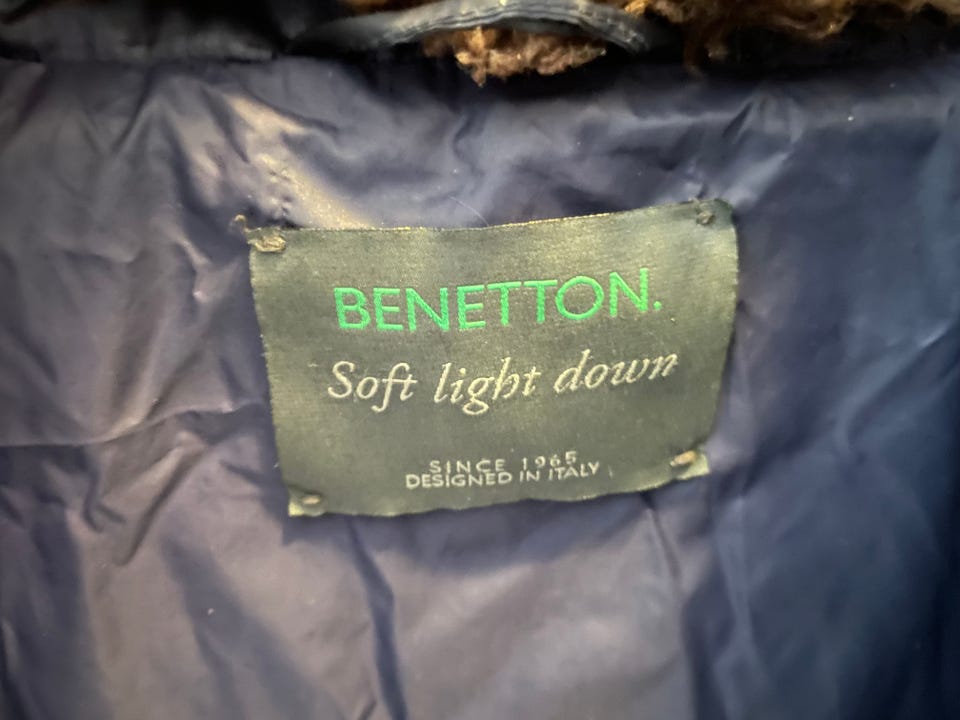 BENETTON.
Soft light down
SINCE 1965
DESIGNED IN ITALY